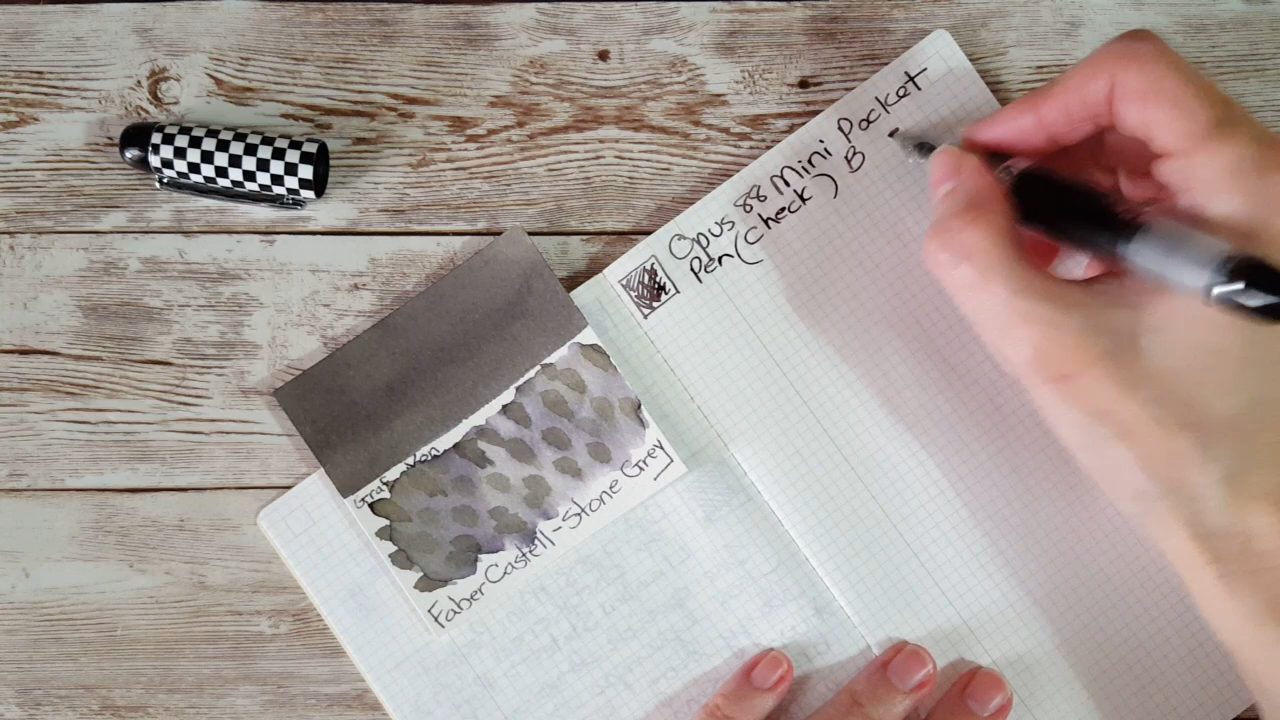 Opus 88 Mini Pocket
Pen (Check) B
Graf Von
Faber Castell - Stone Grey